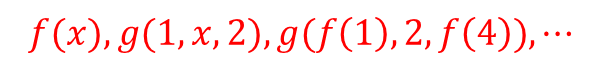 f(x), g(1, x, 2), g(f(1), 2, f(4)), ⋯